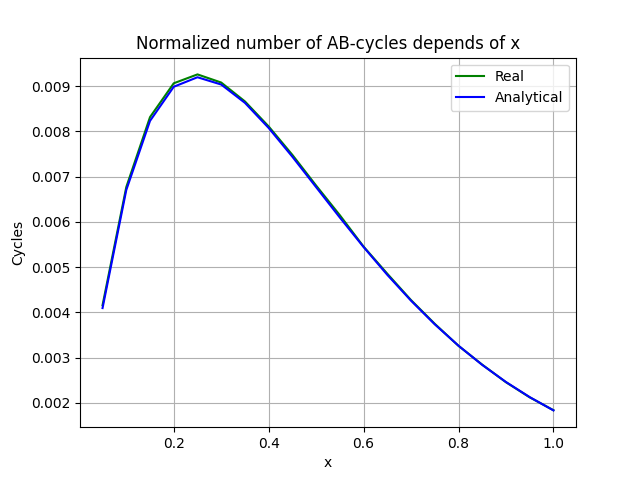 Normalized number of AB-cycles depends of x
Real
Analytical
Cycles
0.009
0.008
0.007
0.006
0.005
0.004
0.003
0.002
0.2
0.4
0.6
0.8
1.0
x